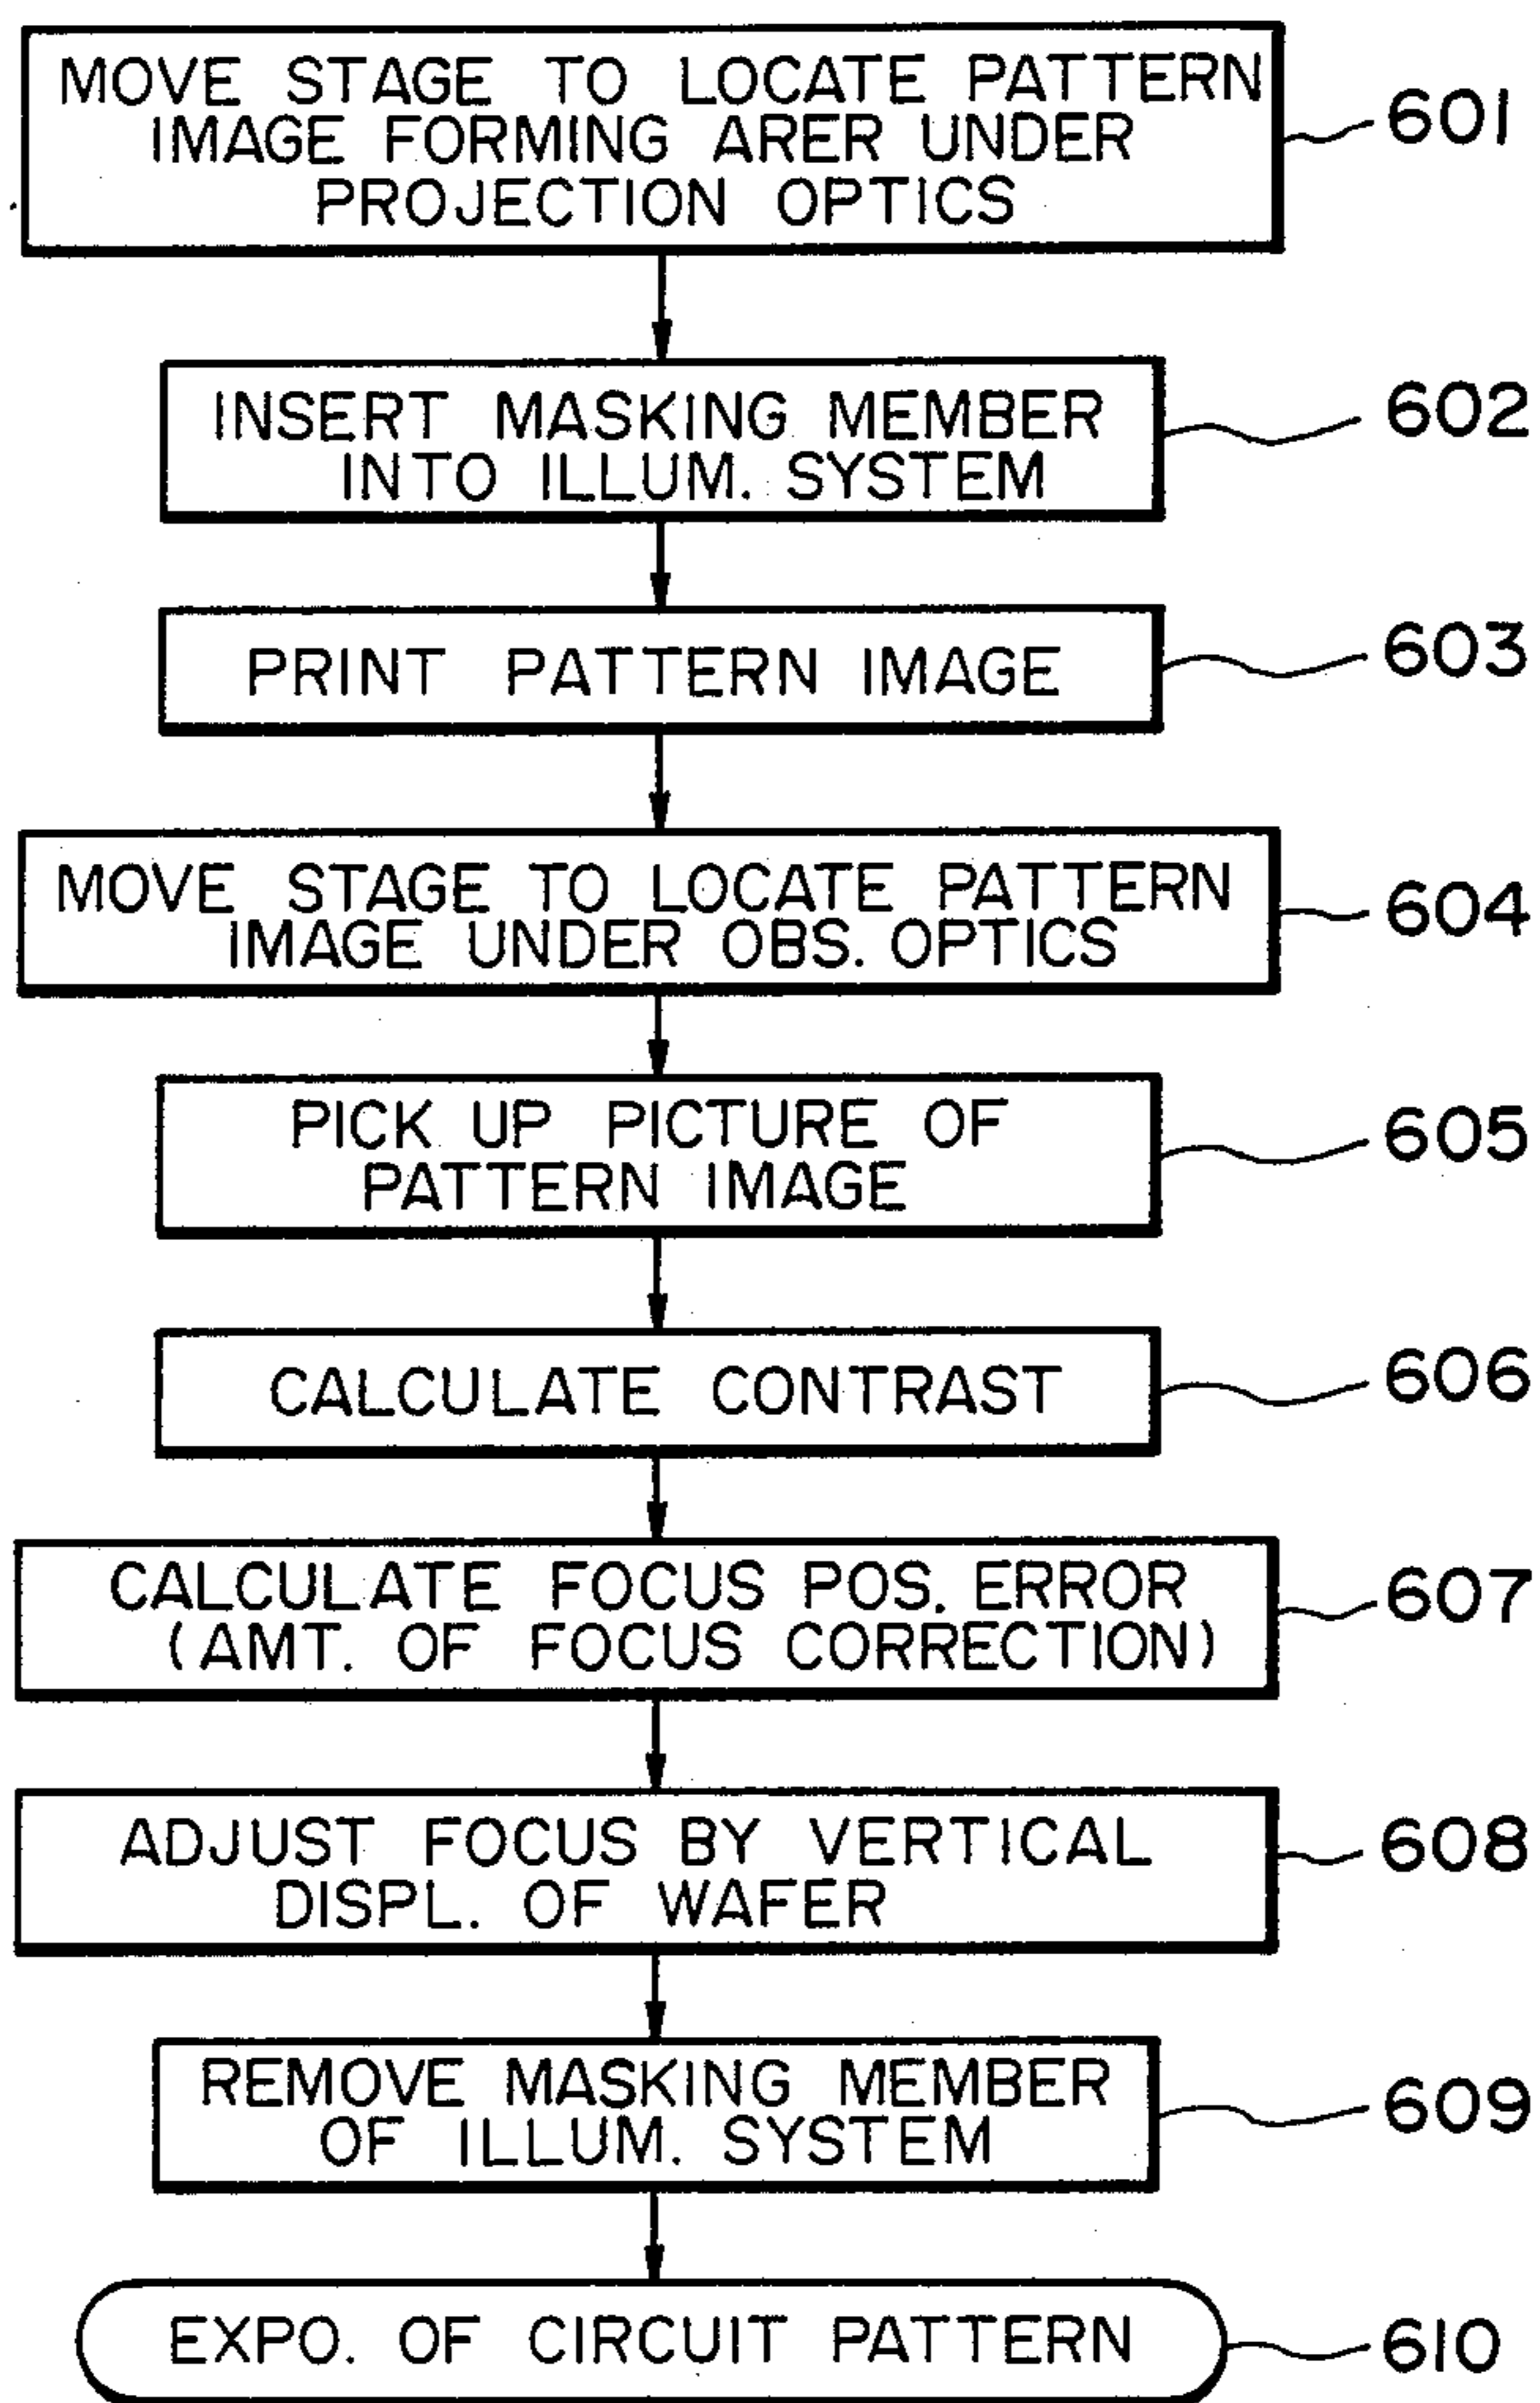 MOVE STAGE TO LOCATE PATTERN
IMAGE FORMING ARER UNDER
PROJECTION OPTICS
601
INSERT MASKING MEMBER
INTO ILLUM. SYSTEM
602
PRINT PATTERN IMAGE
603
MOVE STAGE TO LOCATE PATTERN
IMAGE UNDER OBS. OPTICS
604
PICK UP PICTURE OF
PATTERN IMAGE
605
CALCULATE CONTRAST
606
CALCULATE FOCUS POS. ERROR
(AMT. OF FOCUS CORRECTION)
607
ADJUST FOCUS BY VERTICAL
DISPL. OF WAFER
608
REMOVE MASKING MEMBER
OF ILLUM. SYSTEM
609
EXPO. OF CIRCUIT PATTERN
610